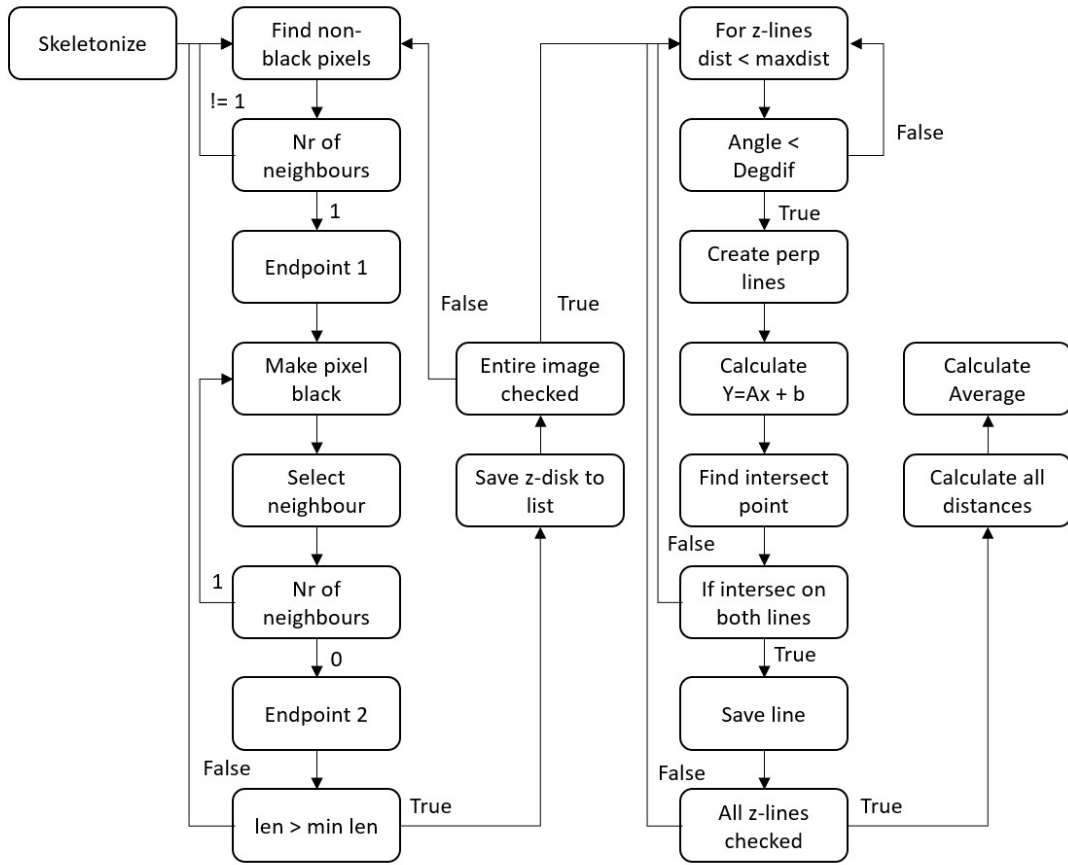 Skeletonize
Find non-
black pixels
!= 1
Nr of
neighbours
1
Endpoint 1
Make pixel
black
Select
neighbour
1
Nr of
neighbours
0
Endpoint 2
False
len > min len
True
Save z-disk to
list
Entire image
checked
False
True
For z-lines
dist < maxdist
False
Angle <
Degdif
True
Create perp
lines
Calculate
Y=Ax + b
Find intersect
point
False
If intersec on
both lines
True
Save line
False
All z-lines
checked
True
Calculate all
distances
Calculate
Average